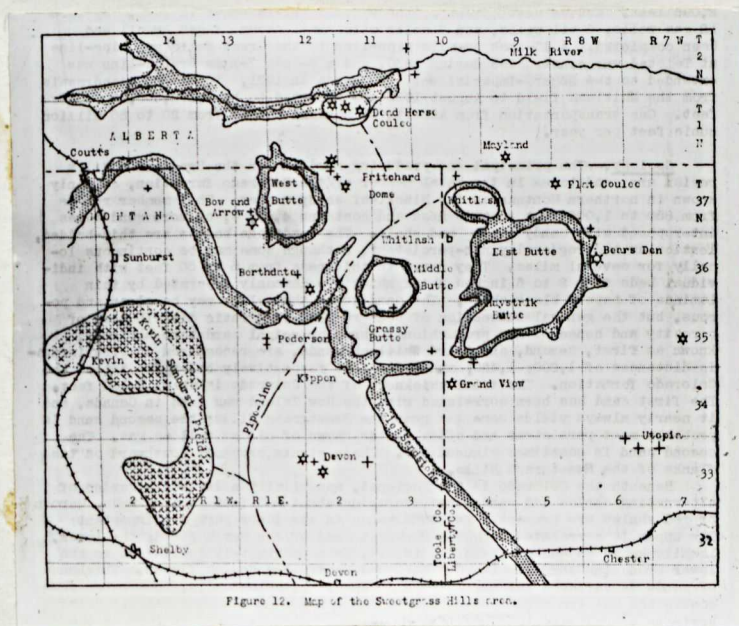 14 13 12 11 10 9 R 8 W R 7 W T
Milk River
N
Dead Horse
Coulee
ALBERTA
Mayland
Coutts
T
37
N
MONTANA
Pritchard
Dome
Flat Coulee
West
Butte
Bow and
Arrow
Whitlash
Whitlash
Bears Den
East Butte
Sunburst
36
Middle
Butte
Borthdate
Grassy
Butte
Butte
35
Pederson
Kevin Sunburst Field
Kevin
Kippen
Grand View
34
Pipe-line
Utopia
Devon
33
2 R 1 W. R 1 E. 2 3 4 5 6 7
Toole Co.
Liberty Co.
32
Shelby
Chester
Devon
Figure 12. Map of the Sweetgrass Hills area.